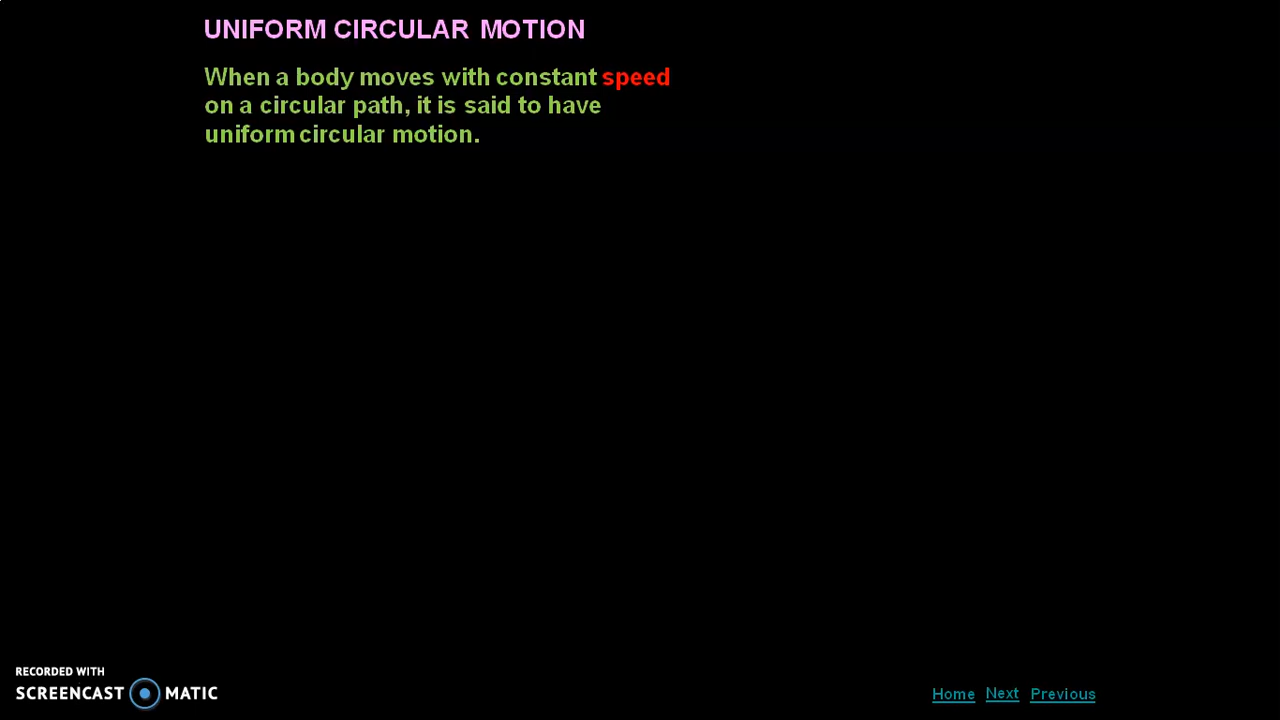 UNIFORM CIRCULAR MOTION
When a body moves with constant speed
on a circular path, it is said to have
uniform circular motion.
RECORDED WITH
SCREENCAST MATIC
Home Next Previous